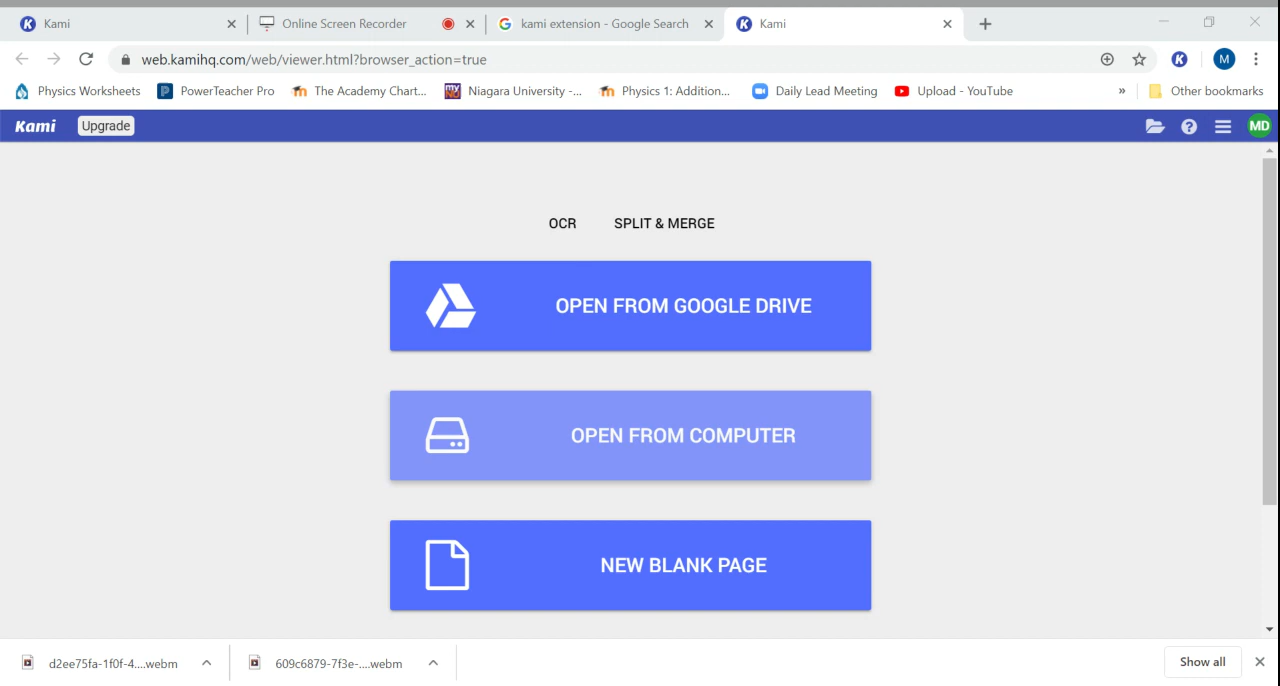 Kami
Online Screen Recorder
kami extension - Google Search
Kami
web.kamihq.com/web/viewer.html?browser_action=true
K
M
Physics Worksheets
PowerTeacher Pro
The Academy Chart...
Niagara University -...
Physics 1: Addition...
Daily Lead Meeting
Upload - YouTube
»
Other bookmarks
Kami
Upgrade
MD
OCR
SPLIT & MERGE
OPEN FROM GOOGLE DRIVE
OPEN FROM COMPUTER
NEW BLANK PAGE
d2ee75fa-1f0f-4....webm
609c6879-7f3e-....webm
Show all